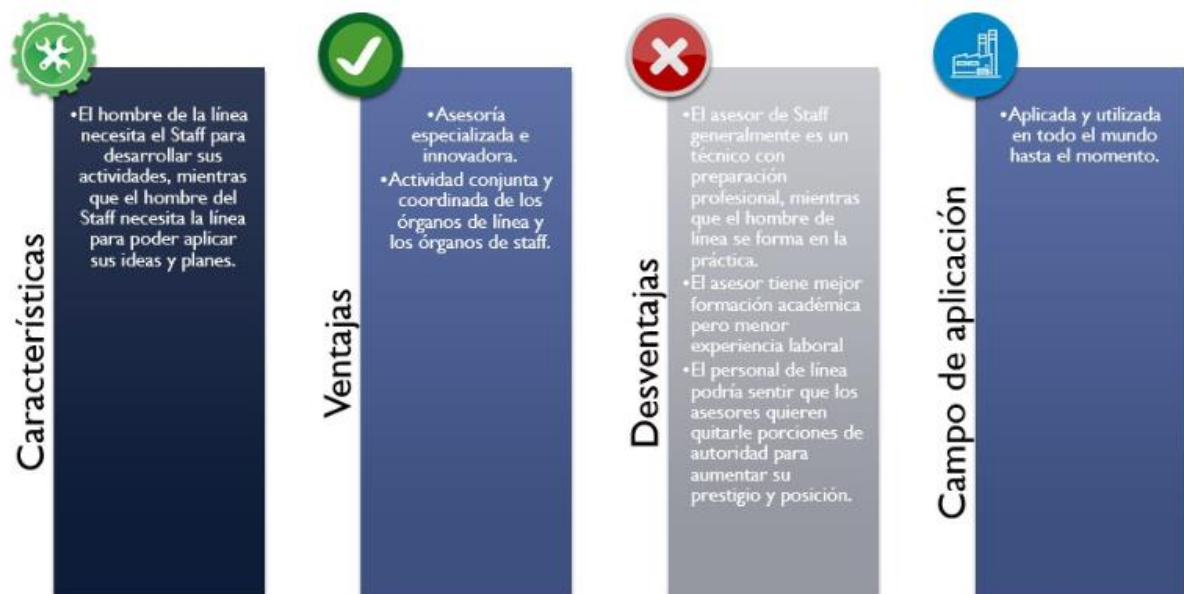 Características
•El hombre de la línea
necesita el Staff para
desarrollar sus
actividades, mientras
que el hombre del
Staff necesita la línea
para poder aplicar
sus ideas y planes.
Ventajas
•Asesoría
especializada e
innovadora.
•Actividad conjunta y
coordinada de los
órganos de línea y
los órganos de staff.
Desventajas
•El asesor de Staff
generalmente es un
técnico con
preparación
profesional, mientras
que el hombre de
línea se forma en la
práctica.
•El asesor tiene mejor
formación académica
pero menor
experiencia laboral
•El personal de línea
podría sentir que los
asesores quieren
quitarle porciones de
autoridad para
aumentar su
prestigio y posición.
Campo de aplicación
•Aplicada y utilizada
en todo el mundo
hasta el momento.